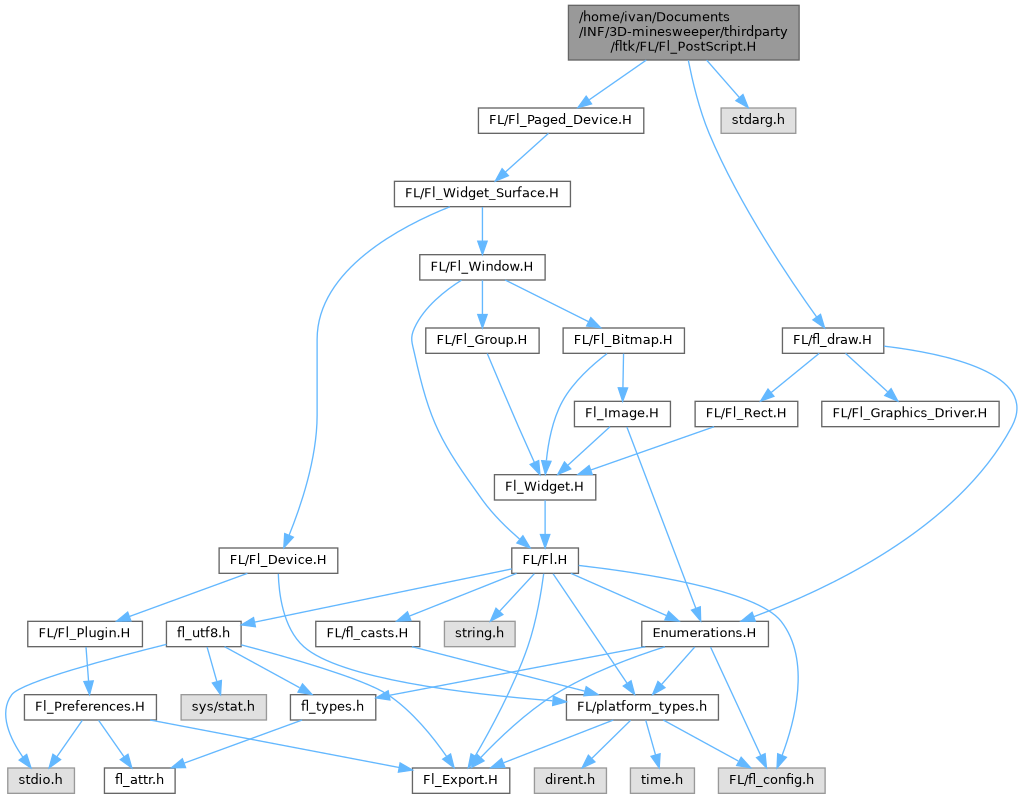 /home/ivan/Documents
/INF/3D-minesweeper/thirdparty
/fltk/FL/Fl_PostScript.H
FL/Fl_Paged_Device.H
stdarg.h
FL/Fl_Widget_Surface.H
FL/Fl_Window.H
FL/Fl_Group.H
FL/Fl_Bitmap.H
FL/fl_draw.H
Fl_Image.H
FL/Fl_Rect.H
FL/Fl_Graphics_Driver.H
Fl_Widget.H
FL/Fl_Device.H
FL/Fl.H
FL/Fl_Plugin.H
fl_utf8.h
FL/fl_casts.H
string.h
Enumerations.H
Fl_Preferences.H
sys/stat.h
fl_types.h
FL/platform_types.h
stdio.h
fl_attr.h
Fl_Export.H
dirent.h
time.h
FL/fl_config.h